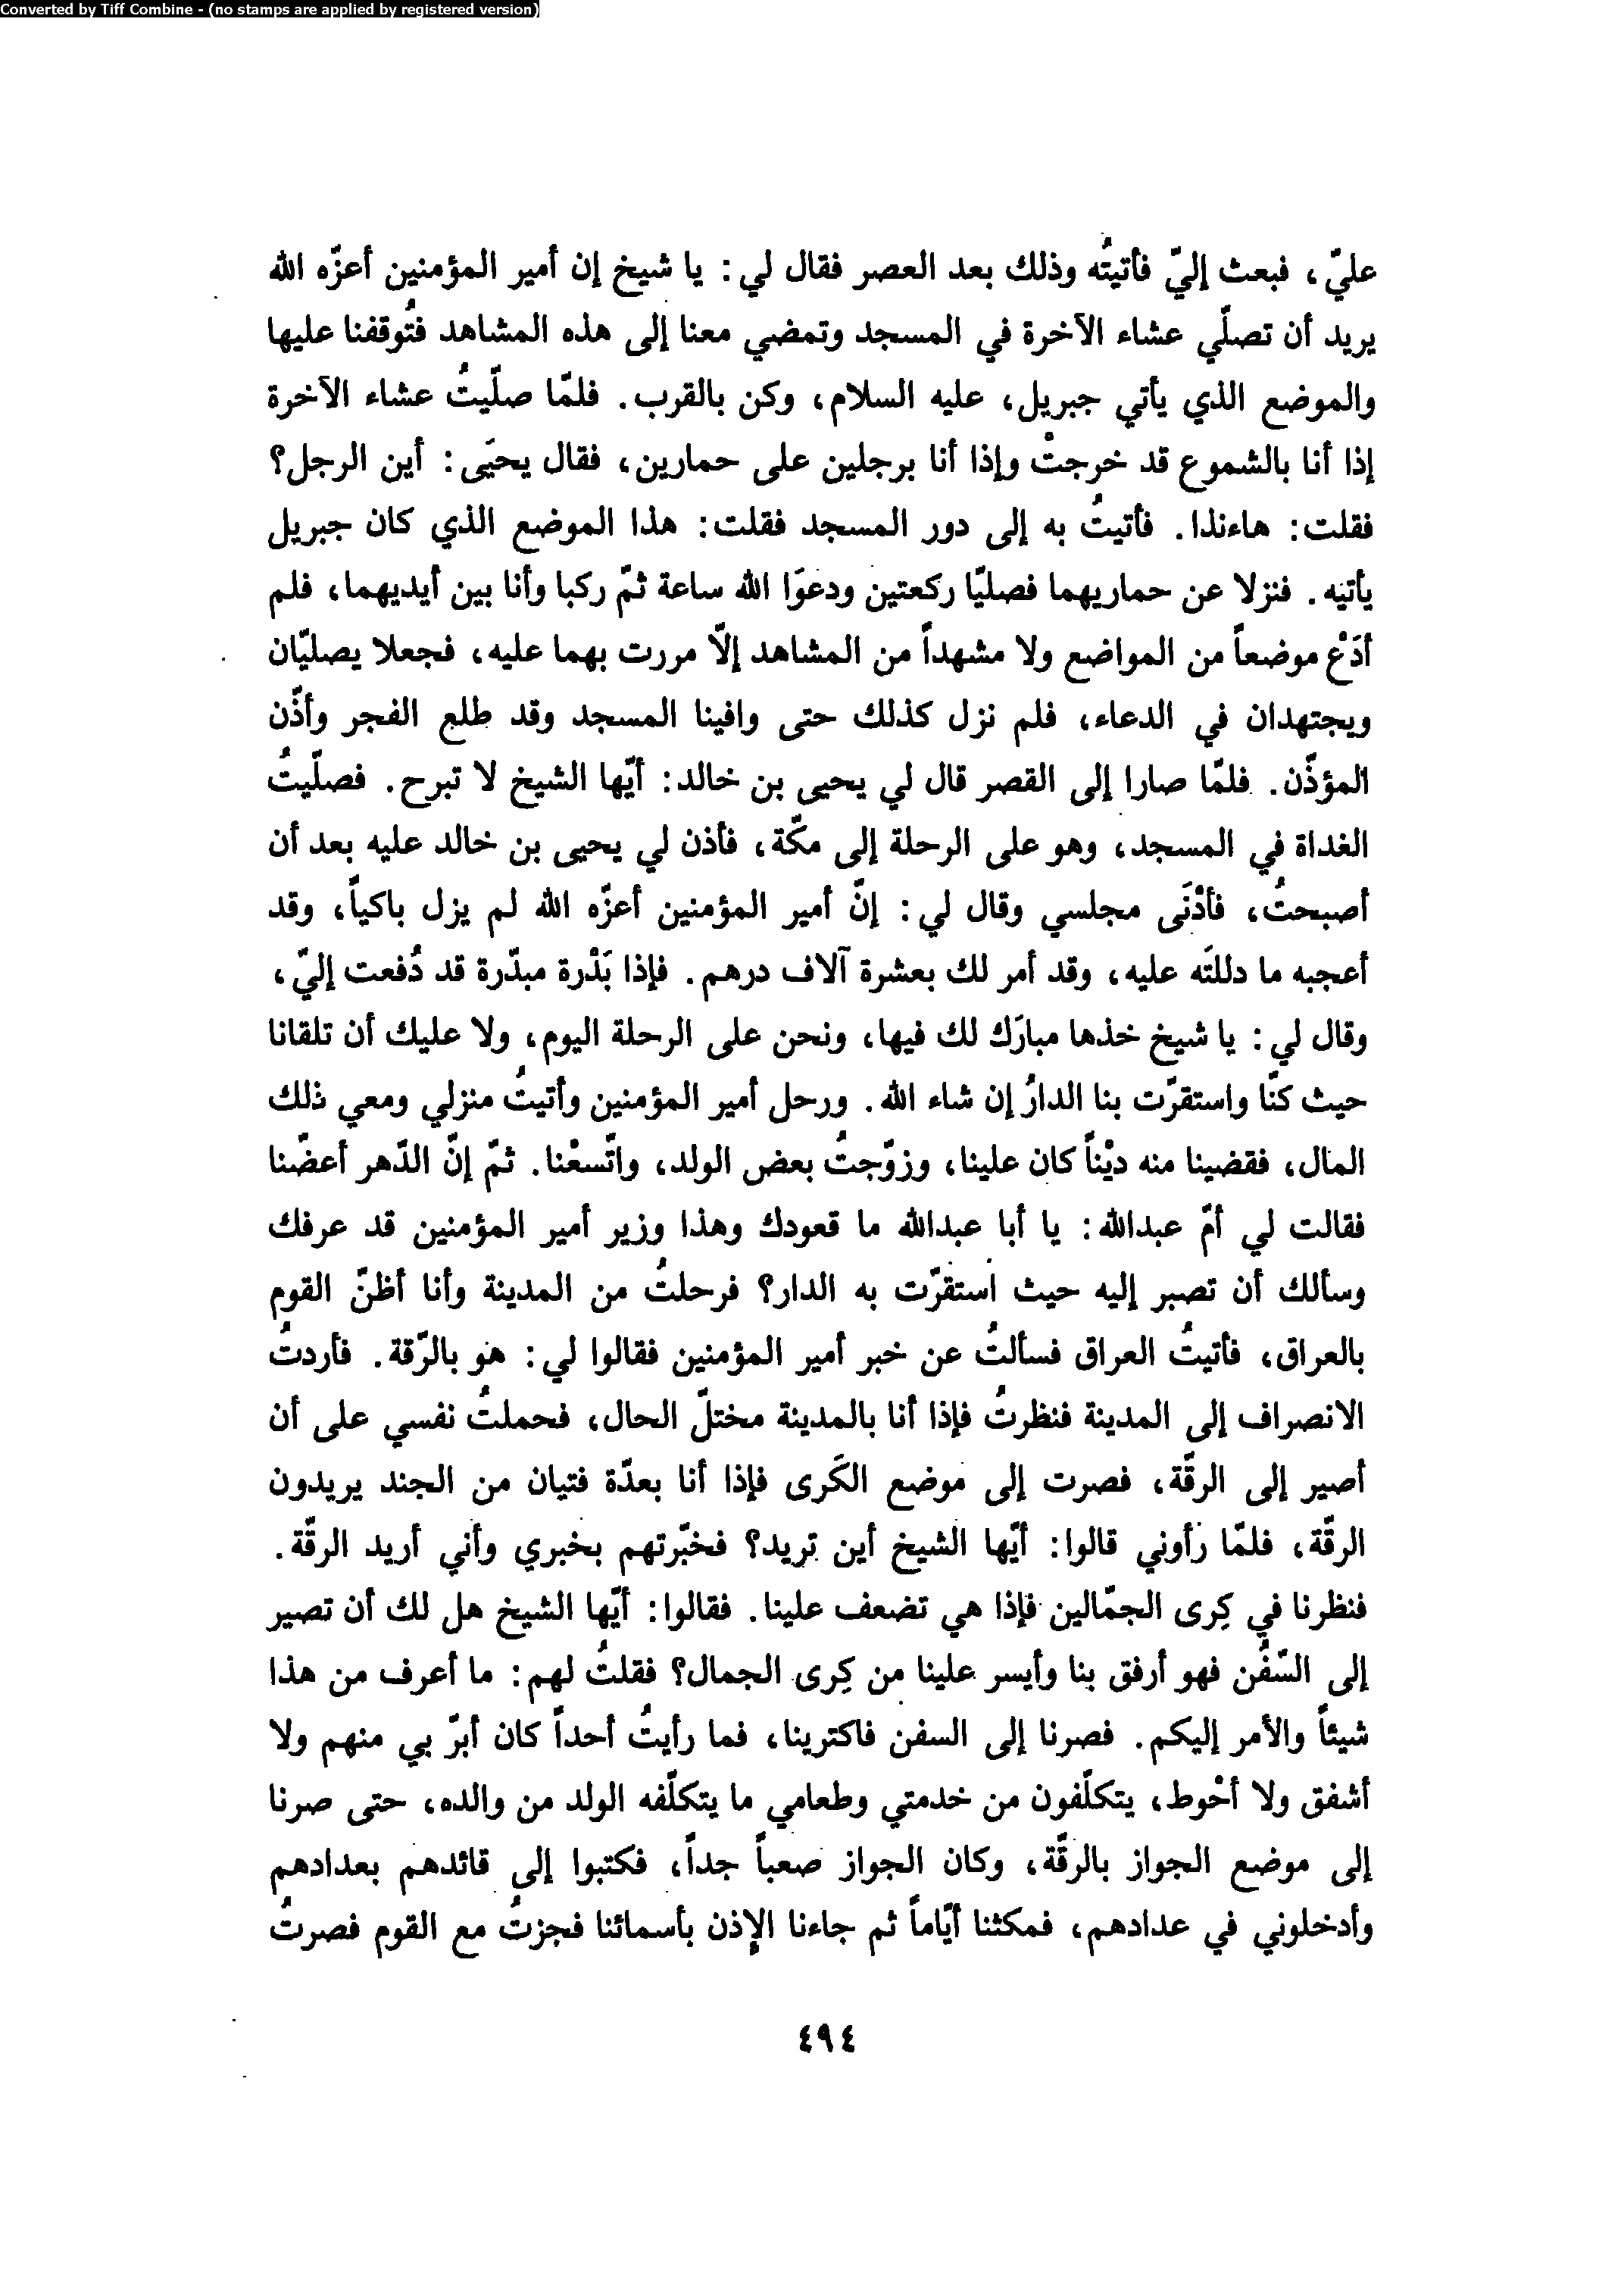 Converted by Tiff Combine - (no stamps are applied by registered version)
عليّ، فبعث إليّ فأتيتُه وذلك بعد العصر فقال لي: يا شيخ إن أمير المؤمنين أعزّه الله
يريد أن تصلّي عشاء الآخرة في المسجد وتمضي معنا إلى هذه المشاهد فتُوقفنا عليها
والموضع الذي يأتي جبريل، عليه السلام، وكن بالقرب. فلمّا صلّيتُ عشاء الآخرة
إذا أنا بالشموع قد خرجتْ وإذا أنا برجلين على حمارين، فقال يحيَى: أين الرجل؟
فقلت: هاءنذا. فأتيتُ به إلى دور المسجد فقلت: هذا الموضع الذي كان جبريل
يأتيه. فنزلا عن حماريهما فصليّا ركعتين ودعوَا الله ساعة ثمّ ركبا وأنا بين أيديهما، فلم
أدَعْ موضعاً من المواضع ولا مشهداً من المشاهد إلاّ مررت بهما عليه، فجعلا يصليّان
ويجتهدان في الدعاء، فلم نزل كذلك حتى وافينا المسجد وقد طلع الفجر وأذّن
المؤذّن. فلمّا صارا إلى القصر قال لي يحيى بن خالد: أيّها الشيخ لا تبرح. فصلّيتُ
الغداة في المسجد، وهو على الرحلة إلى مكّة، فأذن لي يحيى بن خالد عليه بعد أن
أصبحتُ، فأدْنَى مجلسي وقال لي: إنّ أمير المؤمنين أعزّه الله لم يزل باكياً، وقد
أعجبه ما دللتَه عليه، وقد أمر لك بعشرة آلاف درهم. فإذا بَدْرة مبدّرة قد دُفعت إليّ،
وقال لي: يا شيخ خذها مبارَك لك فيها، ونحن على الرحلة اليوم، ولا عليك أن تلقانا
حيث كنّا واستقرّت بنا الدارُ إن شاء الله. ورحل أمير المؤمنين وأتيتُ منزلي ومعي ذلك
المال، فقضينا منه ديْناً كان علينا، وزوّجتُ بعض الولد، واتّسعْنا. ثمّ إنّ الدّهر أعضّنا
فقالت لي أمّ عبدالله: يا أبا عبدالله ما قعودك وهذا وزير أمير المؤمنين قد عرفك
وسألك أن تصير إليه حيث استقرّت به الدار؟ فرحلتُ من المدينة وأنا أظنّ القوم
بالعراق، فأتيتُ العراق فسألتُ عن خبر أمير المؤمنين فقالوا لي: هو بالرّقة. فأردتُ
الانصراف إلى المدينة فنظرتُ فإذا أنا بالمدينة مختلّ الحال، فحملتُ نفسي على أن
أصير إلى الرقّة، فصرت إلى موضع الكَرى فإذا أنا بعدّة فتيان من الجند يريدون
الرقّة، فلمّا رأوني قالوا: أيّها الشيخ أين تريد؟ فخبّرتهم بخبري وأني أريد الرقّة.
فنظرنا في كِرى الجمّالين فإذا هي تضعف علينا. فقالوا: أيّها الشيخ هل لك أن تصير
إلى السّفُن فهو أرفق بنا وأيسر علينا من كِرى الجمال؟ فقلتُ لهم: ما أعرف من هذا
شيئاً والأمر إليكم. فصرنا إلى السفن فاكترينا، فما رأيتُ أحداً كان أبرّ بي منهم ولا
أشفق ولا أحْوط، يتكلّفون من خدمتي وطعامي ما يتكلّفه الولد من والده، حتى صرنا
إلى موضع الجواز بالرقّة، وكان الجواز صعباً جداً، فكتبوا إلى قائدهم بعدادهم
وأدخلوني في عدادهم، فمكثنا أيّاماً ثم جاءنا الإذن بأسمائنا فجزتُ مع القوم فصرتُ
٤٩٤